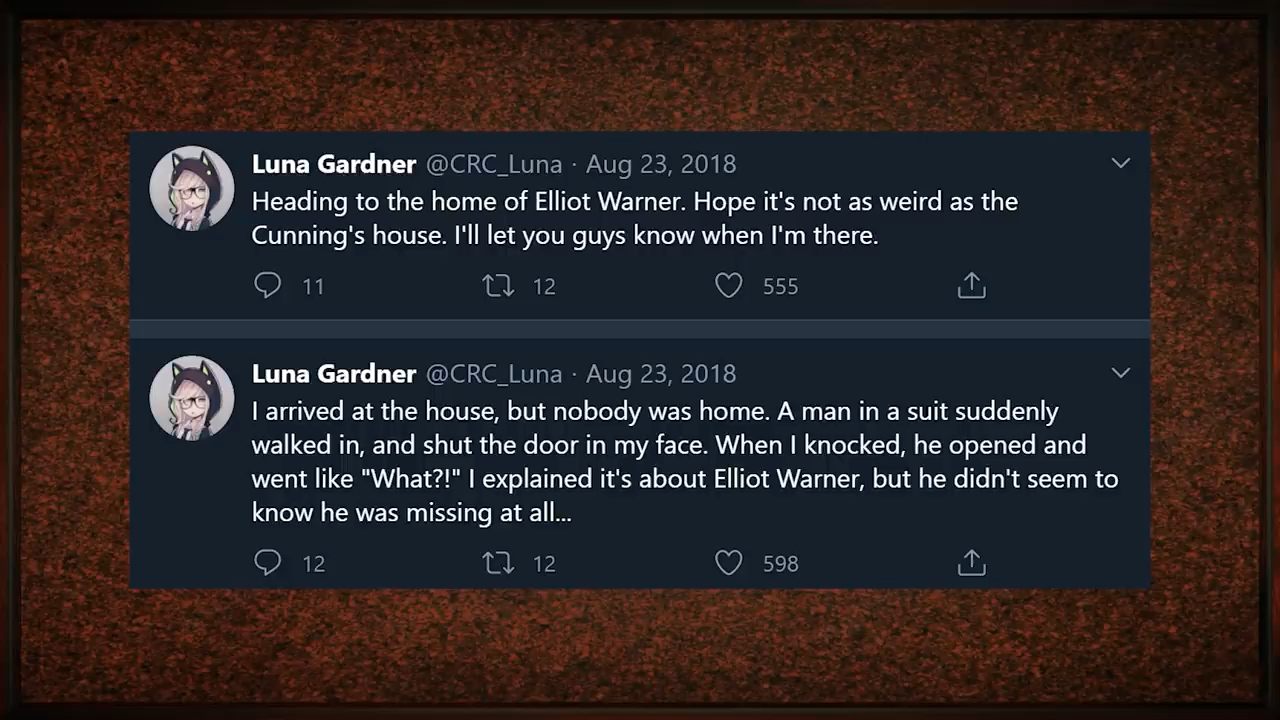 Luna Gardner @CRC_Luna · Aug 23, 2018
Heading to the home of Elliot Warner. Hope it's not as weird as the
Cunning's house. I'll let you guys know when I'm there.
11 12 555
Luna Gardner @CRC_Luna · Aug 23, 2018
I arrived at the house, but nobody was home. A man in a suit suddenly
walked in, and shut the door in my face. When I knocked, he opened and
went like "What?!" I explained it's about Elliot Warner, but he didn't seem to
know he was missing at all...
12 12 598